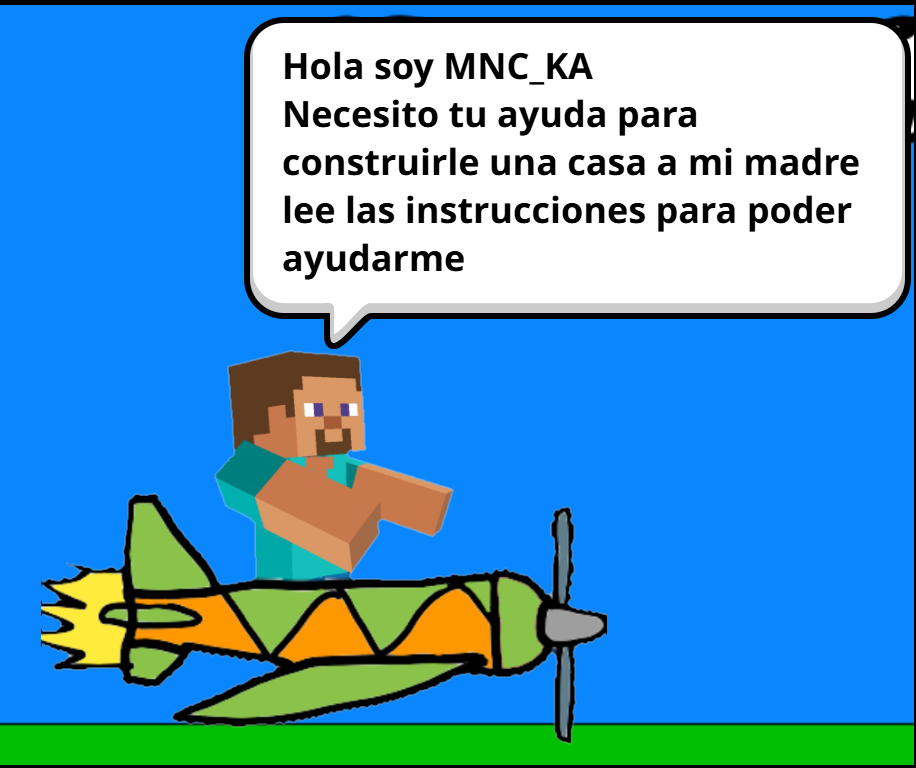 Hola soy MNC_KA
Necesito tu ayuda para
construirle una casa a mi madre
lee las instrucciones para poder
ayudarme